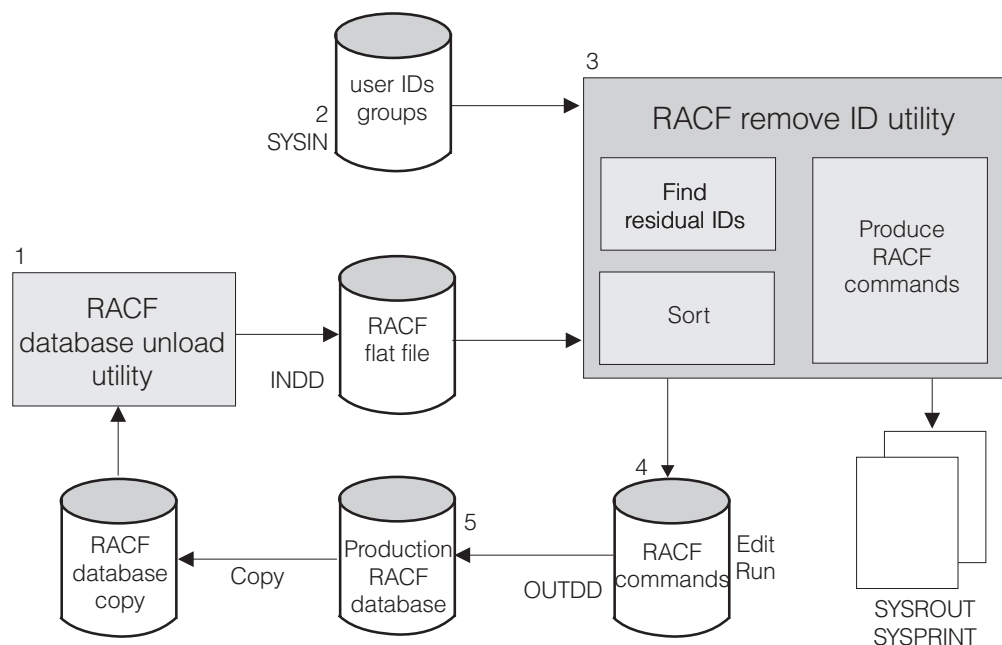 2
SYSIN
user IDs
groups
3
RACF remove ID utility
Find
residual IDs
Sort
Produce
RACF
commands
1
RACF
database unload
utility
INDD
RACF
flat file
RACF
database
copy
Copy
5
Production
RACF
database
OUTDD
4
RACF
commands
Edit
Run
SYSROUT
SYSPRINT